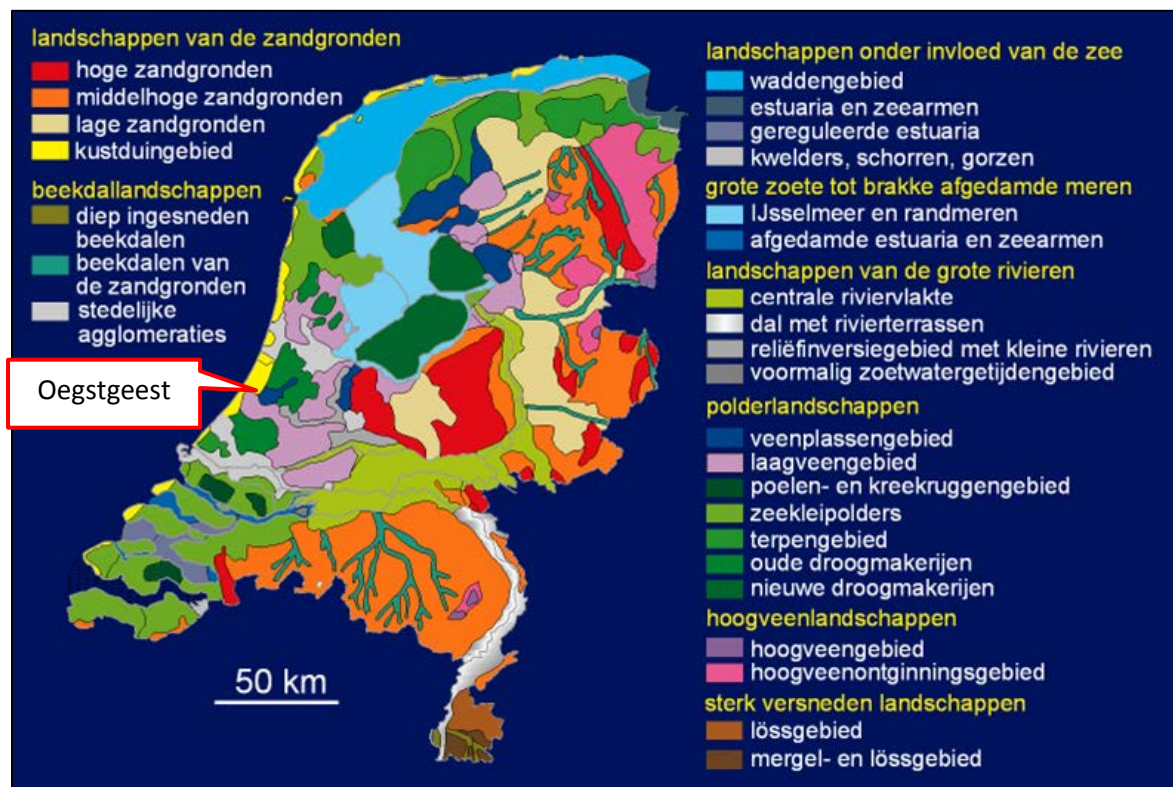 landschappen van de zandgronden
hoge zandgronden
middelhoge zandgronden
lage zandgronden
kustduingebied
beekdallandschappen
diep ingesneden
beekdalen
beekdalen van
de zandgronden
stedelijke
agglomeraties
Oegstgeest
50 km
landschappen onder invloed van de zee
waddengebied
estuaria en zeearmen
gereguleerde estuaria
kwelders, schorren, gorzen
grote zoete tot brakke afgedamde meren
IJsselmeer en randmeren
afgedamde estuaria en zeearmen
landschappen van de grote rivieren
centrale riviervlakte
dal met rivierterrassen
reliëfinversiegebied met kleine rivieren
voormalig zoetwatergetijdengebied
polderlandschappen
veenplassengebied
laagveengebied
poelen- en kreekruggengebied
zeekleipolders
terpengebied
oude droogmakerijen
nieuwe droogmakerijen
hoogveenlandschappen
hoogveengebied
hoogveenontginningsgebied
sterk versneden landschappen
lössgebied
mergel- en lössgebied